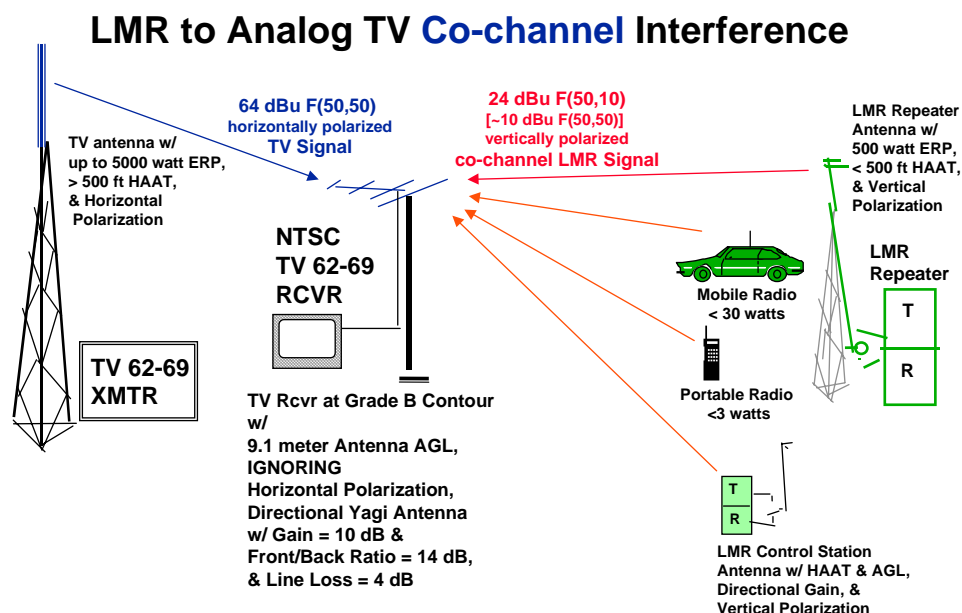 LMR to Analog TV Co-channel Interference
64 dBu F(50,50)
horizontally polarized
TV Signal
24 dBu F(50,10)
[~10 dBu F(50,50)]
vertically polarized
co-channel LMR Signal
LMR Repeater
Antenna w/
500 watt ERP,
< 500 ft HAAT,
& Vertical
Polarization
TV antenna w/
up to 5000 watt ERP,
> 500 ft HAAT,
& Horizontal
Polarization
NTSC
TV 62-69
RCVR
LMR
Repeater
T
R
Mobile Radio
< 30 watts
Portable Radio
<3 watts
TV 62-69
XMTR
TV Rcvr at Grade B Contour
w/
9.1 meter Antenna AGL,
IGNORING
Horizontal Polarization,
Directional Yagi Antenna
w/ Gain = 10 dB &
Front/Back Ratio = 14 dB,
& Line Loss = 4 dB
T
R
LMR Control Station
Antenna w/ HAAT & AGL,
Directional Gain, &
Vertical Polarization